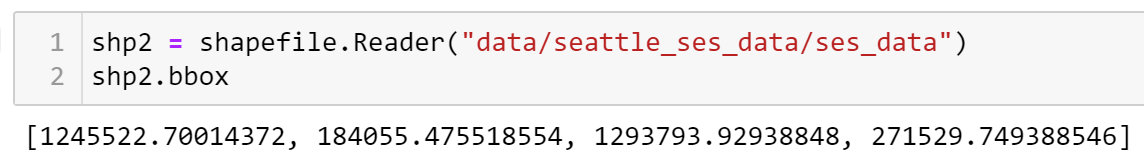 1 shp2 = shapefile.Reader("data/seattle_ses_data/ses_data")
2 shp2.bbox
[1245522.70014372, 184055.475518554, 1293793.92938848, 271529.749388546]